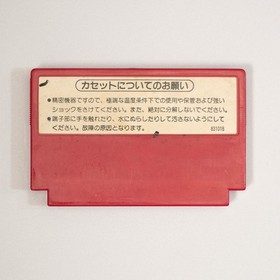 カセットについてのお願い
●精密機器ですので、極端な温度条件下での使用や保管および強い
ショックをさけてください。また、絶対に分解しないでください。
●端子部に手を触れたり、水にぬらしたりして汚さないようにして
ください。故障の原因となります。